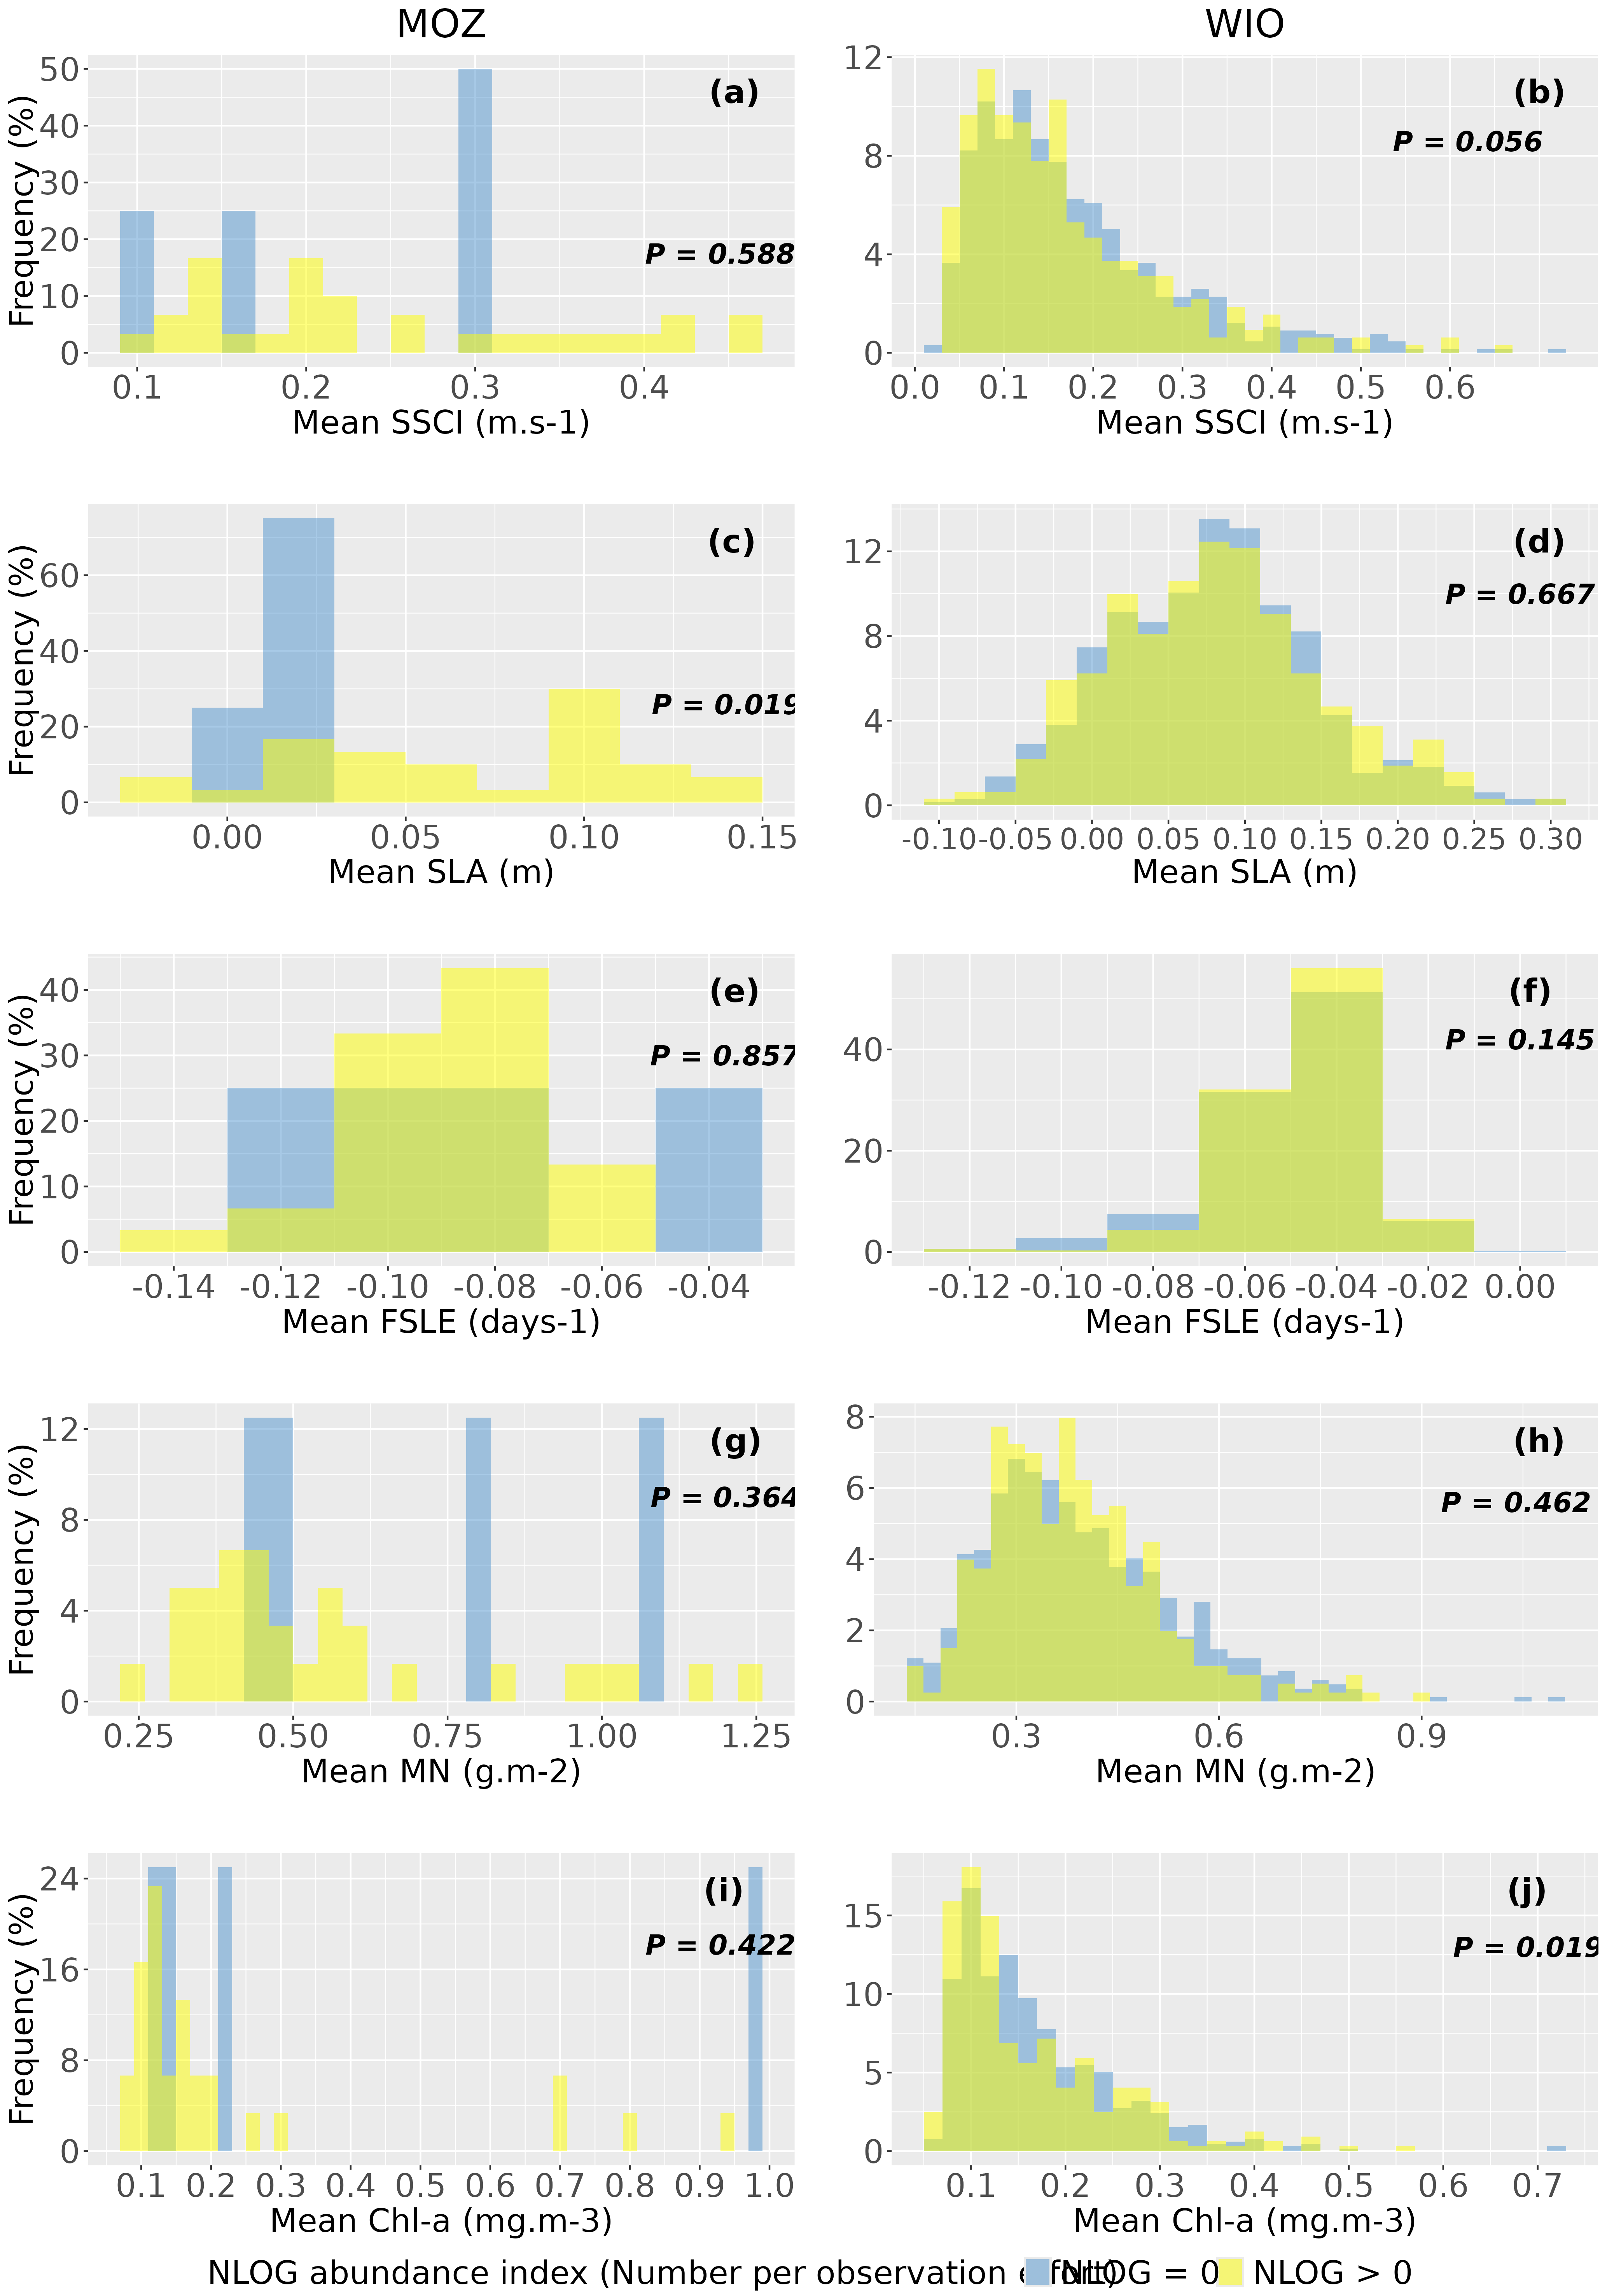 MOZ WIO
50 40 30 20 10 0
Frequency (%)
(a)
P = 0.588
0.1 0.2 0.3 0.4
Mean SSCI (m.s-1)
12 8 4 0
(b)
P = 0.056
0.0 0.1 0.2 0.3 0.4 0.5 0.6
Mean SSCI (m.s-1)
60 40 20 0
Frequency (%)
(c)
P = 0.019
0.00 0.05 0.10 0.15
Mean SLA (m)
12 8 4 0
(d)
P = 0.667
-0.10 -0.05 0.00 0.05 0.10 0.15 0.20 0.25 0.30
Mean SLA (m)
40 30 20 10 0
Frequency (%)
(e)
P = 0.857
-0.14 -0.12 -0.10 -0.08 -0.06 -0.04
Mean FSLE (days-1)
40 20 0
(f)
P = 0.145
-0.12 -0.10 -0.08 -0.06 -0.04 -0.02 0.00
Mean FSLE (days-1)
12 8 4 0
Frequency (%)
(g)
P = 0.364
0.25 0.50 0.75 1.00 1.25
Mean MN (g.m-2)
8 6 4 2 0
(h)
P = 0.462
0.3 0.6 0.9
Mean MN (g.m-2)
24 16 8 0
Frequency (%)
(i)
P = 0.422
0.1 0.2 0.3 0.4 0.5 0.6 0.7 0.8 0.9 1.0
Mean Chl-a (mg.m-3)
15 10 5 0
(j)
P = 0.019
0.1 0.2 0.3 0.4 0.5 0.6 0.7
Mean Chl-a (mg.m-3)
NLOG abundance index (Number per observation effort) NLOG = 0 NLOG > 0